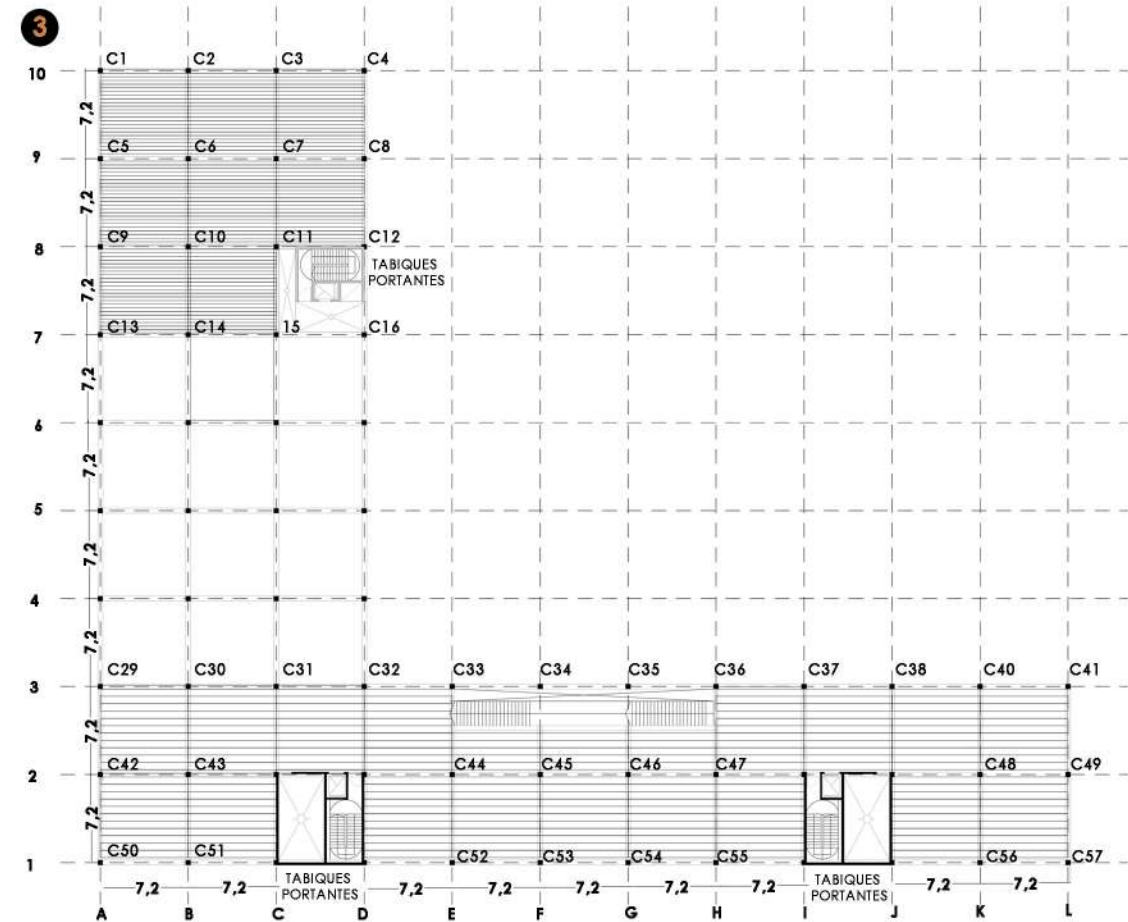 3
C1 C2 C3 C4
10
7,2
C5 C6 C7 C8
9
7,2
C9 C10 C11 C12
8
TABIQUES
PORTANTES
7,2
C13 C14 15 C16
7
7,2
6
7,2
5
7,2
4
7,2
C29 C30 C31 C32 C33 C34 C35 C36 C37 C38 C40 C41
3
7,2
C42 C43 C44 C45 C46 C47 C48 C49
2
7,2
C50 C51 C52 C53 C54 C55 C56 C57
1
TABIQUES
PORTANTES
TABIQUES
PORTANTES
7,2 7,2 7,2 7,2 7,2 7,2 7,2 7,2 7,2
A B C D E F G H I J K L